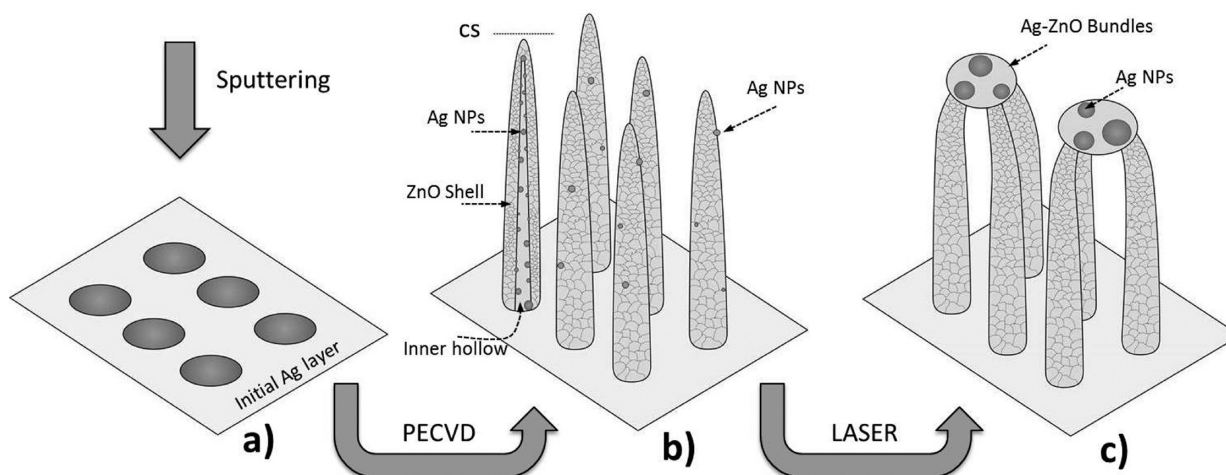 Sputtering
Initial Ag layer
a)
PECVD
CS
Ag NPs
ZnO Shell
Inner hollow
Ag NPs
b)
LASER
Ag-ZnO Bundles
Ag NPs
c)